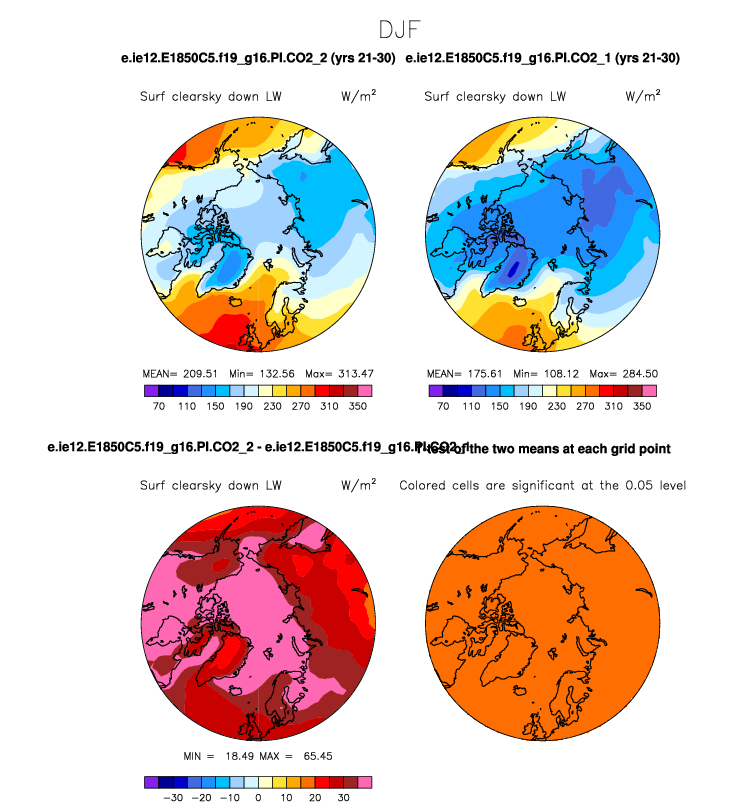 DJF
e.ie12.E1850C5.f19_g16.PI.CO2_2 (yrs 21-30) e.ie12.E1850C5.f19_g16.PI.CO2_1 (yrs 21-30)
Surf clearsky down LW W/m² Surf clearsky down LW W/m²
MEAN= 209.51 Min= 132.56 Max= 313.47 MEAN= 175.61 Min= 108.12 Max= 284.50
70 110 150 190 230 270 310 350 70 110 150 190 230 270 310 350
e.ie12.E1850C5.f19_g16.PI.CO2_2 - e.ie12.E1850C5.f19_g16.PI.CO2_1 T-test of the two means at each grid point
Surf clearsky down LW W/m² Colored cells are significant at the 0.05 level
MIN = 18.49 MAX = 65.45
−30 −20 −10 0 10 20 30